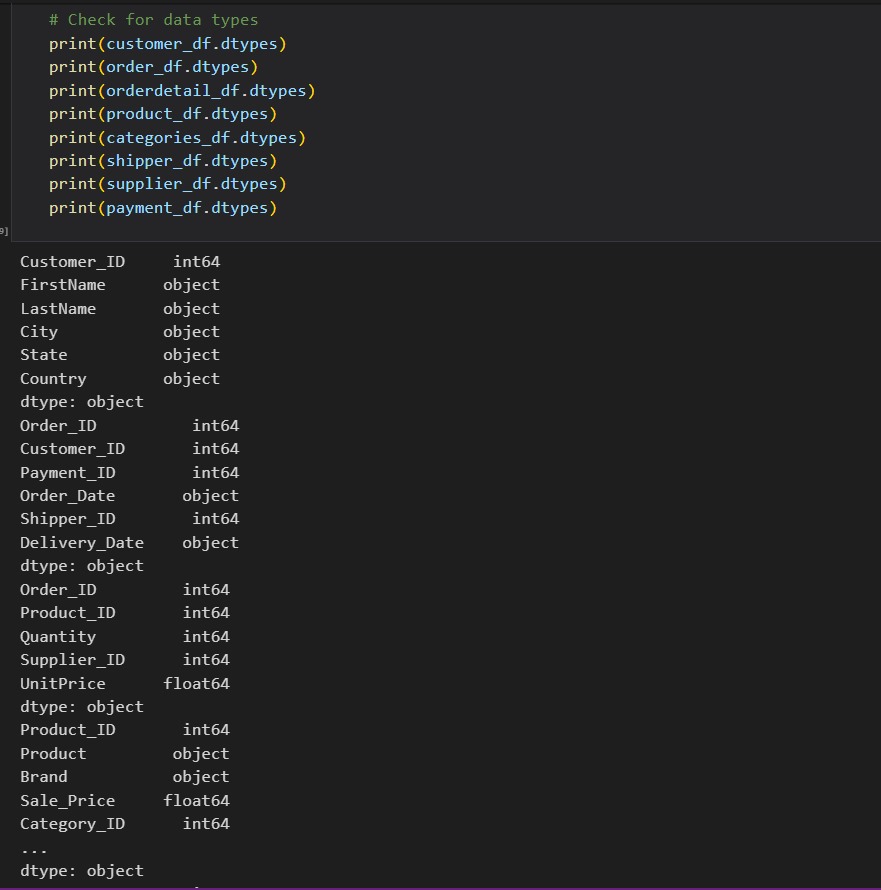 # Check for data types
print(customer_df.dtypes)
print(order_df.dtypes)
print(orderdetail_df.dtypes)
print(product_df.dtypes)
print(categories_df.dtypes)
print(shipper_df.dtypes)
print(supplier_df.dtypes)
print(payment_df.dtypes)
9]
Customer_ID     int64
FirstName      object
LastName       object
City           object
State          object
Country        object
dtype: object
Order_ID          int64
Customer_ID       int64
Payment_ID        int64
Order_Date       object
Shipper_ID        int64
Delivery_Date    object
dtype: object
Order_ID         int64
Product_ID       int64
Quantity         int64
Supplier_ID      int64
UnitPrice      float64
dtype: object
Product_ID       int64
Product         object
Brand           object
Sale_Price     float64
Category_ID      int64
...
dtype: object